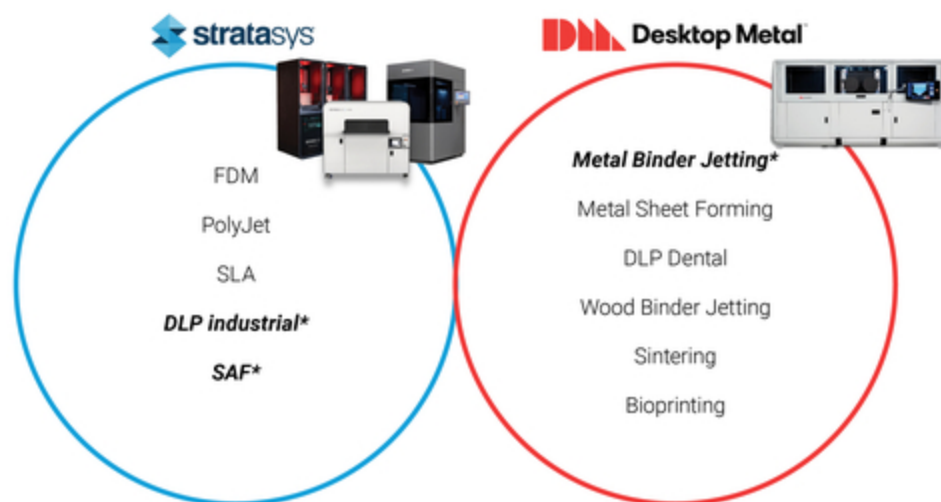 stratasys
FDM
PolyJet
SLA
DLP industrial*
SAF*
DM Desktop Metal
Metal Binder Jetting*
Metal Sheet Forming
DLP Dental
Wood Binder Jetting
Sintering
Bioprinting